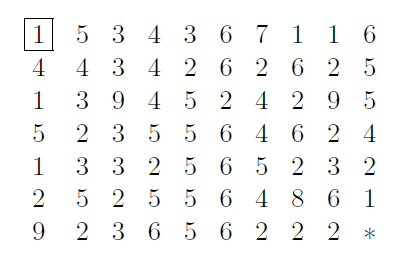 1 5 3 4 3 6 7 1 1 6
4 4 3 4 2 6 2 6 2 5
1 3 9 4 5 2 4 2 9 5
5 2 3 5 5 6 4 6 2 4
1 3 3 2 5 6 5 2 3 2
2 5 2 5 5 6 4 8 6 1
9 2 3 6 5 6 2 2 2 *